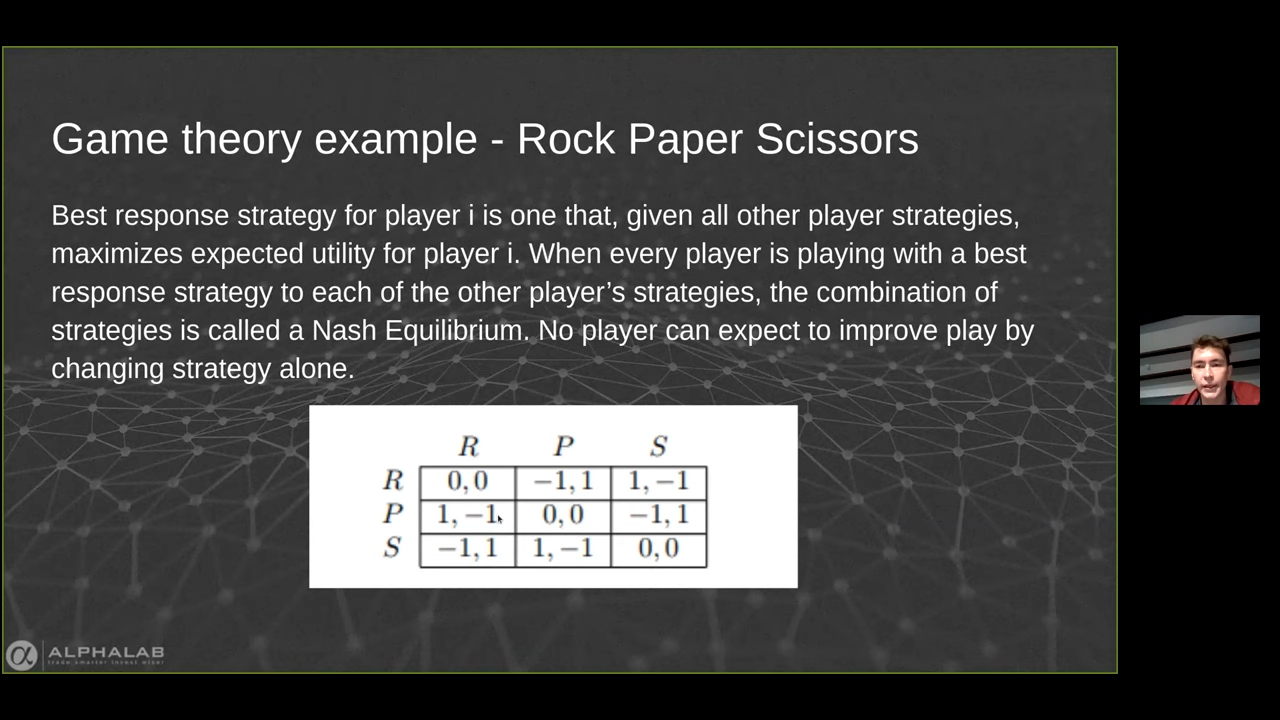 Game theory example - Rock Paper Scissors
Best response strategy for player i is one that, given all other player strategies,
maximizes expected utility for player i. When every player is playing with a best
response strategy to each of the other player’s strategies, the combination of
strategies is called a Nash Equilibrium. No player can expect to improve play by
changing strategy alone.
R P S
R 0, 0 −1, 1 1, −1
P 1, −1 0, 0 −1, 1
S −1, 1 1, −1 0, 0
α ALPHALAB
trade smarter invest wiser